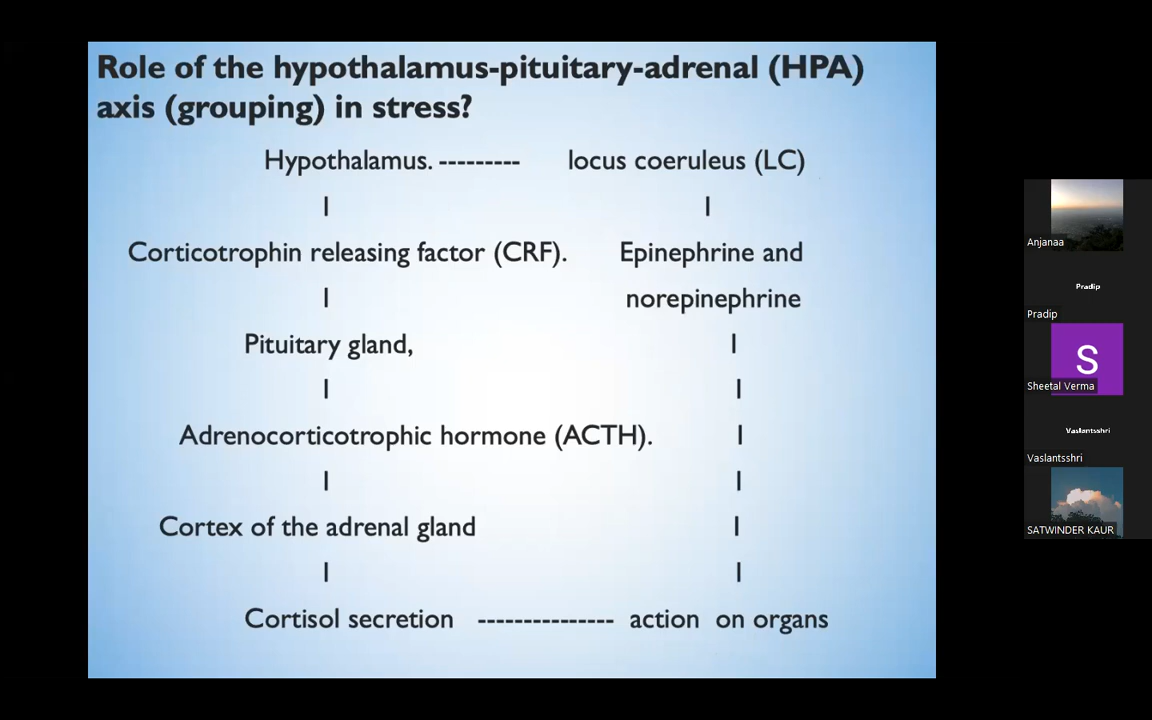 Role of the hypothalamus-pituitary-adrenal (HPA)
axis (grouping) in stress?
Hypothalamus. --------- locus coeruleus (LC)
I I
Corticotrophin releasing factor (CRF). Epinephrine and
I norepinephrine
Pituitary gland, I
I I
Adrenocorticotrophic hormone (ACTH). I
I I
Cortex of the adrenal gland I
I I
Cortisol secretion --------------- action on organs
Anjanaa
Pradip
Pradip
S
Sheetal Verma
Vaslantsshri
Vaslantsshri
SATWINDER KAUR